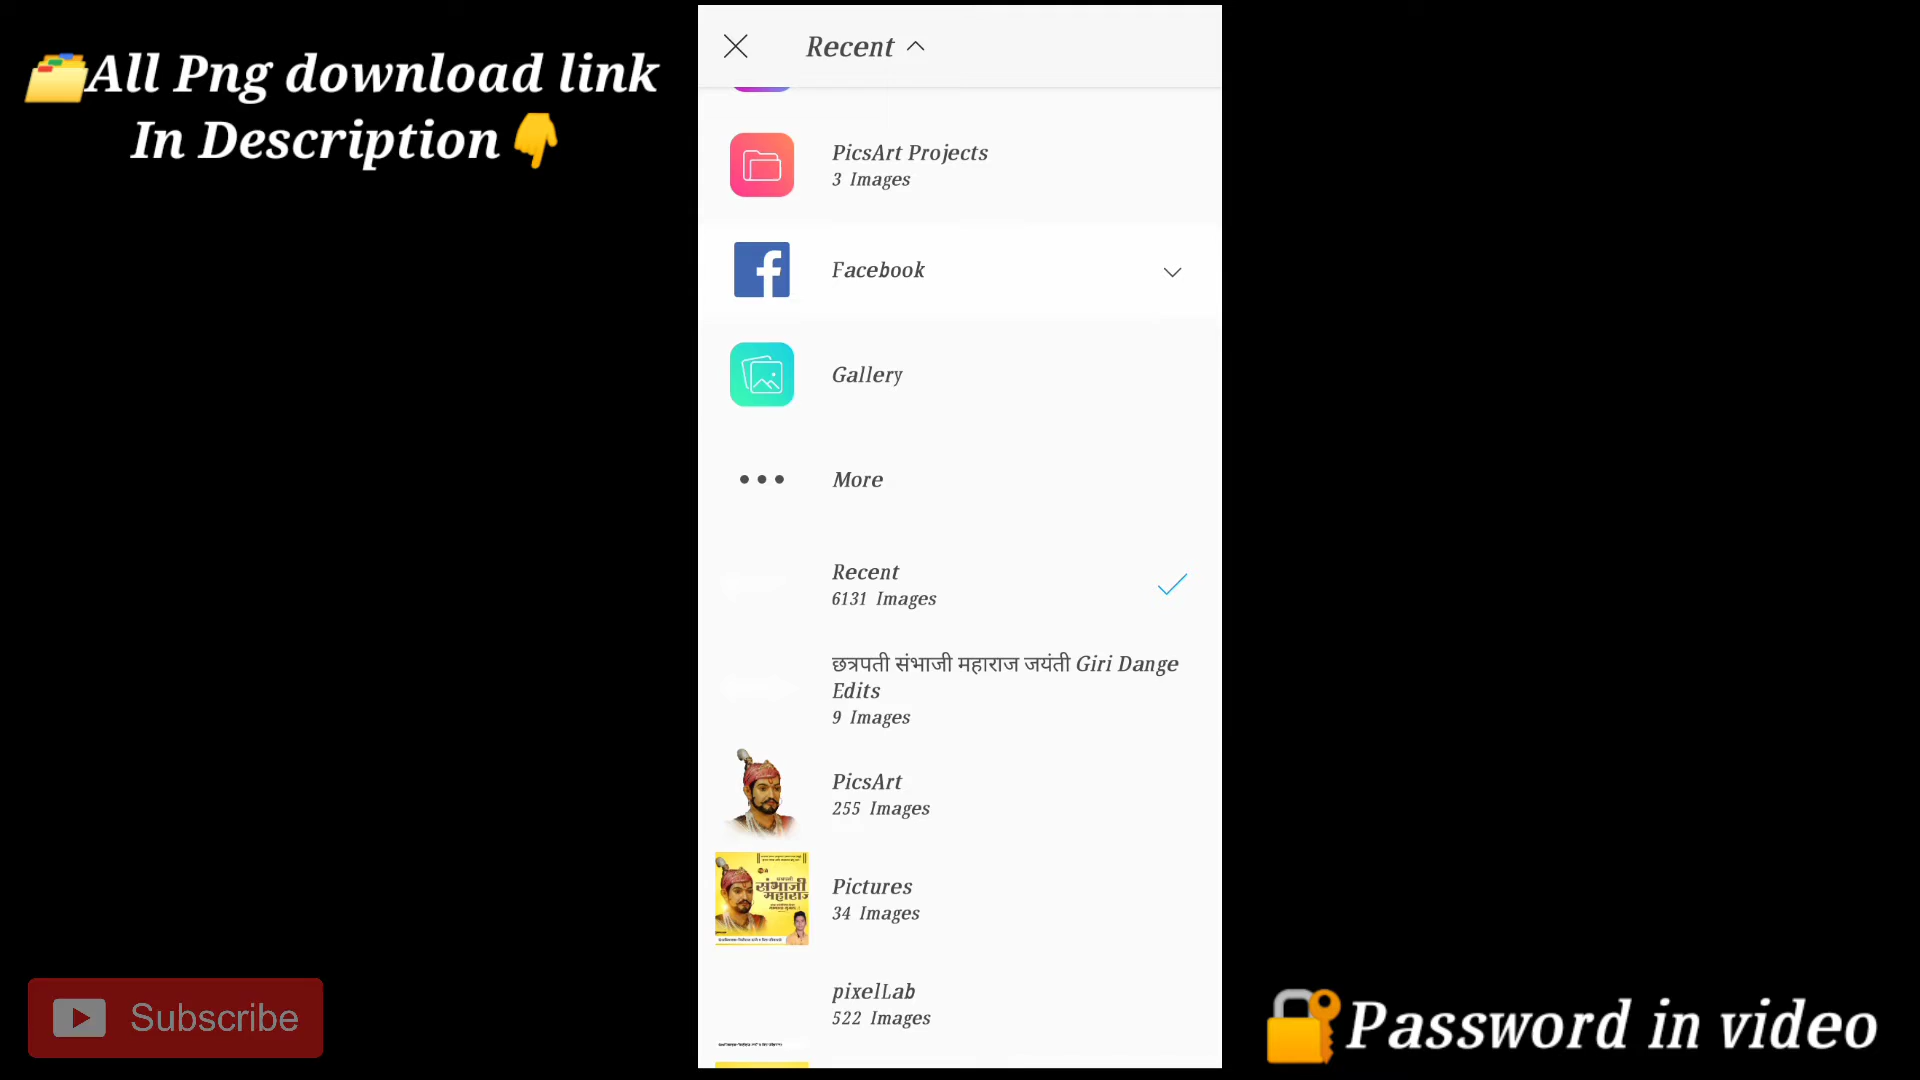 All Png download link
In Description
Recent
PicsArt Projects
3 Images
Facebook
Gallery
More
Recent
6131 Images
छत्रपती संभाजी महाराज जयंती Giri Dange
Edits
9 Images
PicsArt
255 Images
संभाजी
महाराज
Pictures
34 Images
pixelLab
522 Images
Subscribe
Password in video